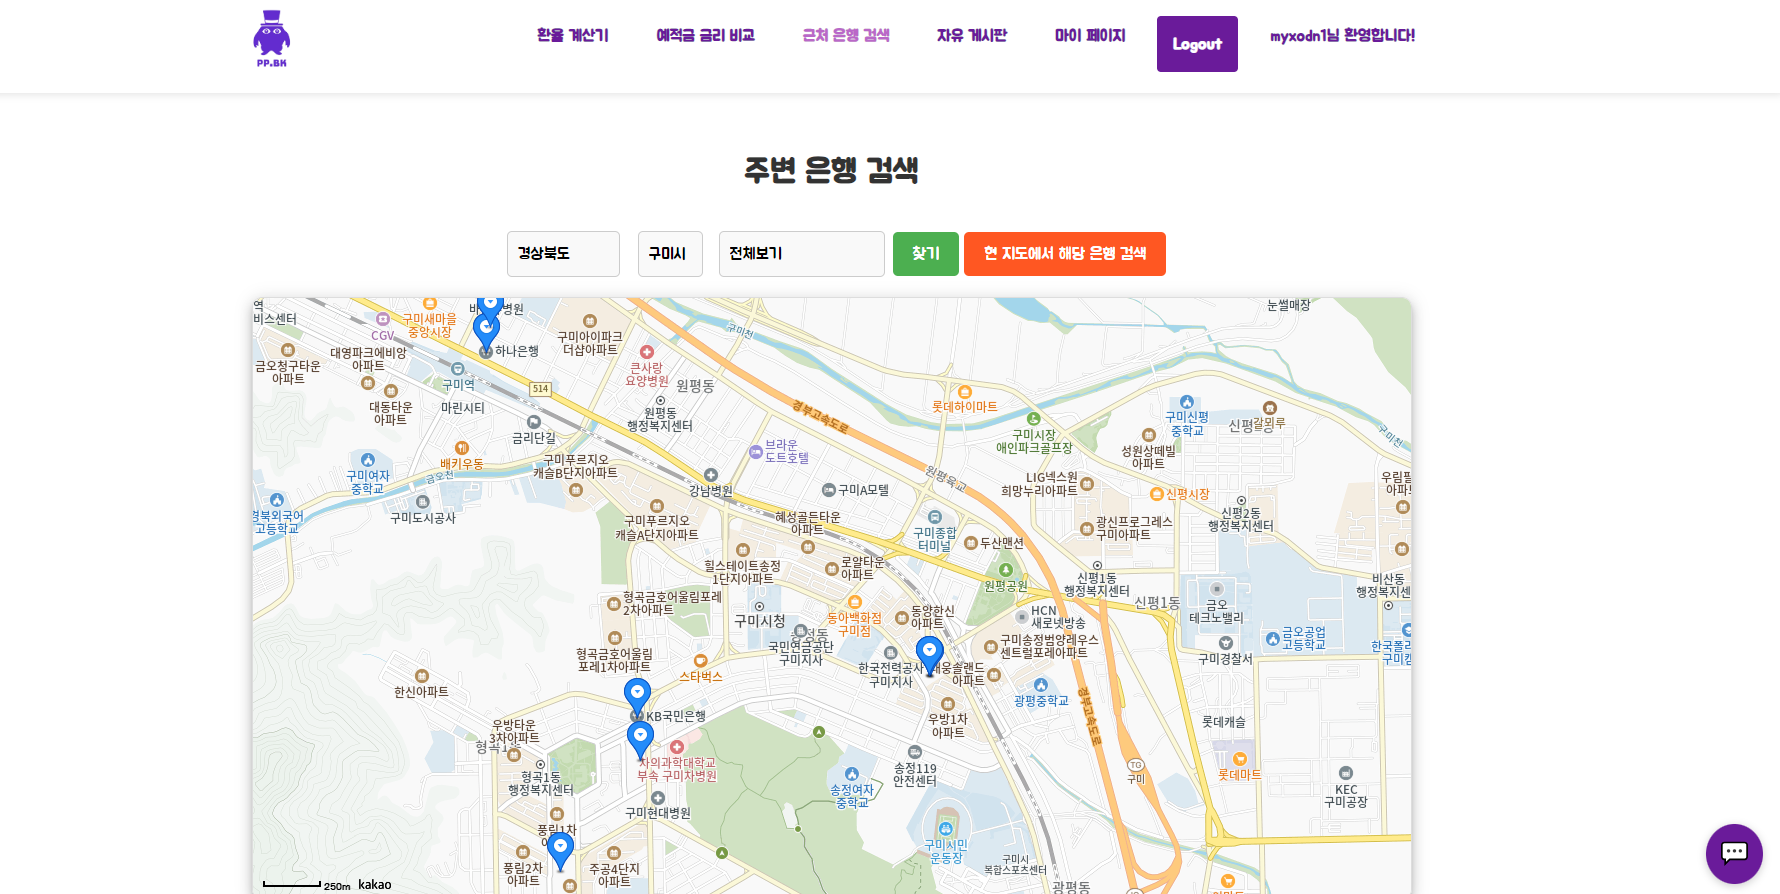 PP.BK
환율 계산기
예적금 금리 비교
근처 은행 검색
자유 게시판
마이 페이지
Logout
myxodn1님 환영합니다!
주변 은행 검색
경상북도
구미시
전체보기
찾기
현 지도에서 해당 은행 검색
역
비스센터
CGV
구미새마을
중앙시장
병원
구미아이파크
더샵아파트
눈썰매장
구미천
하나은행
금오청구타운
아파트
대영파크에비앙
아파트
구미역
큰사랑
요양병원
원평동
514
대동타운
아파트
마린시티
원평동
행정복지센터
경부고속도로
롯데하이마트
구미신평
중학교
갈뫼루
구미천
금리단길
구미시장
애인파크골프장
성원상떼빌
아파트
배키우동
브라운
도트호텔
구미여자
중학교
금오천
구미푸르지오
캐슬B단지아파트
강남병원
원평육교
구미A모텔
LIG넥스원
희망누리아파트
신평시장
우림필
아파
경북외국어
고등학교
구미도시공사
구미푸르지오
캐슬A단지아파트
혜성골든타운
아파트
구미종합
터미널
두산맨션
광신프로그레스
구미아파트
신평2동
행정복지센터
힐스테이트송정
1단지아파트
로얄타운
아파트
원평공원
신평1동
행정복지센터
신평1동
비산동
행정복지센
형곡금호어울림포레
2차아파트
구미시청
동아백화점
구미점
동양한신
아파트
HCN
새로넷방송
금오
테크노밸리
형곡금호어울림
포레1차아파트
국민연금공단
구미지사
한국전력공사
구미지사
구미송정범양레우스
센트럴포레아파트
구미경찰서
금오공업
고등학교
한국폴리
구미캠
한신아파트
스타벅스
아파트
광평중학교
경부고속도로
KB국민은행
우방1차
아파트
롯데캐슬
우방타운
3차아파트
차의과학대학교
부속 구미차병원
형곡1동
행정복지센터
송정119
안전센터
송정여자
중학교
TG
구미
롯데마트
KEC
구미공장
구미현대병원
풍림1차
구미시민
운동장
풍림2차
아파트
주공4단지
아파트
구미시
복합스포츠센터
광평동
250m
kakao